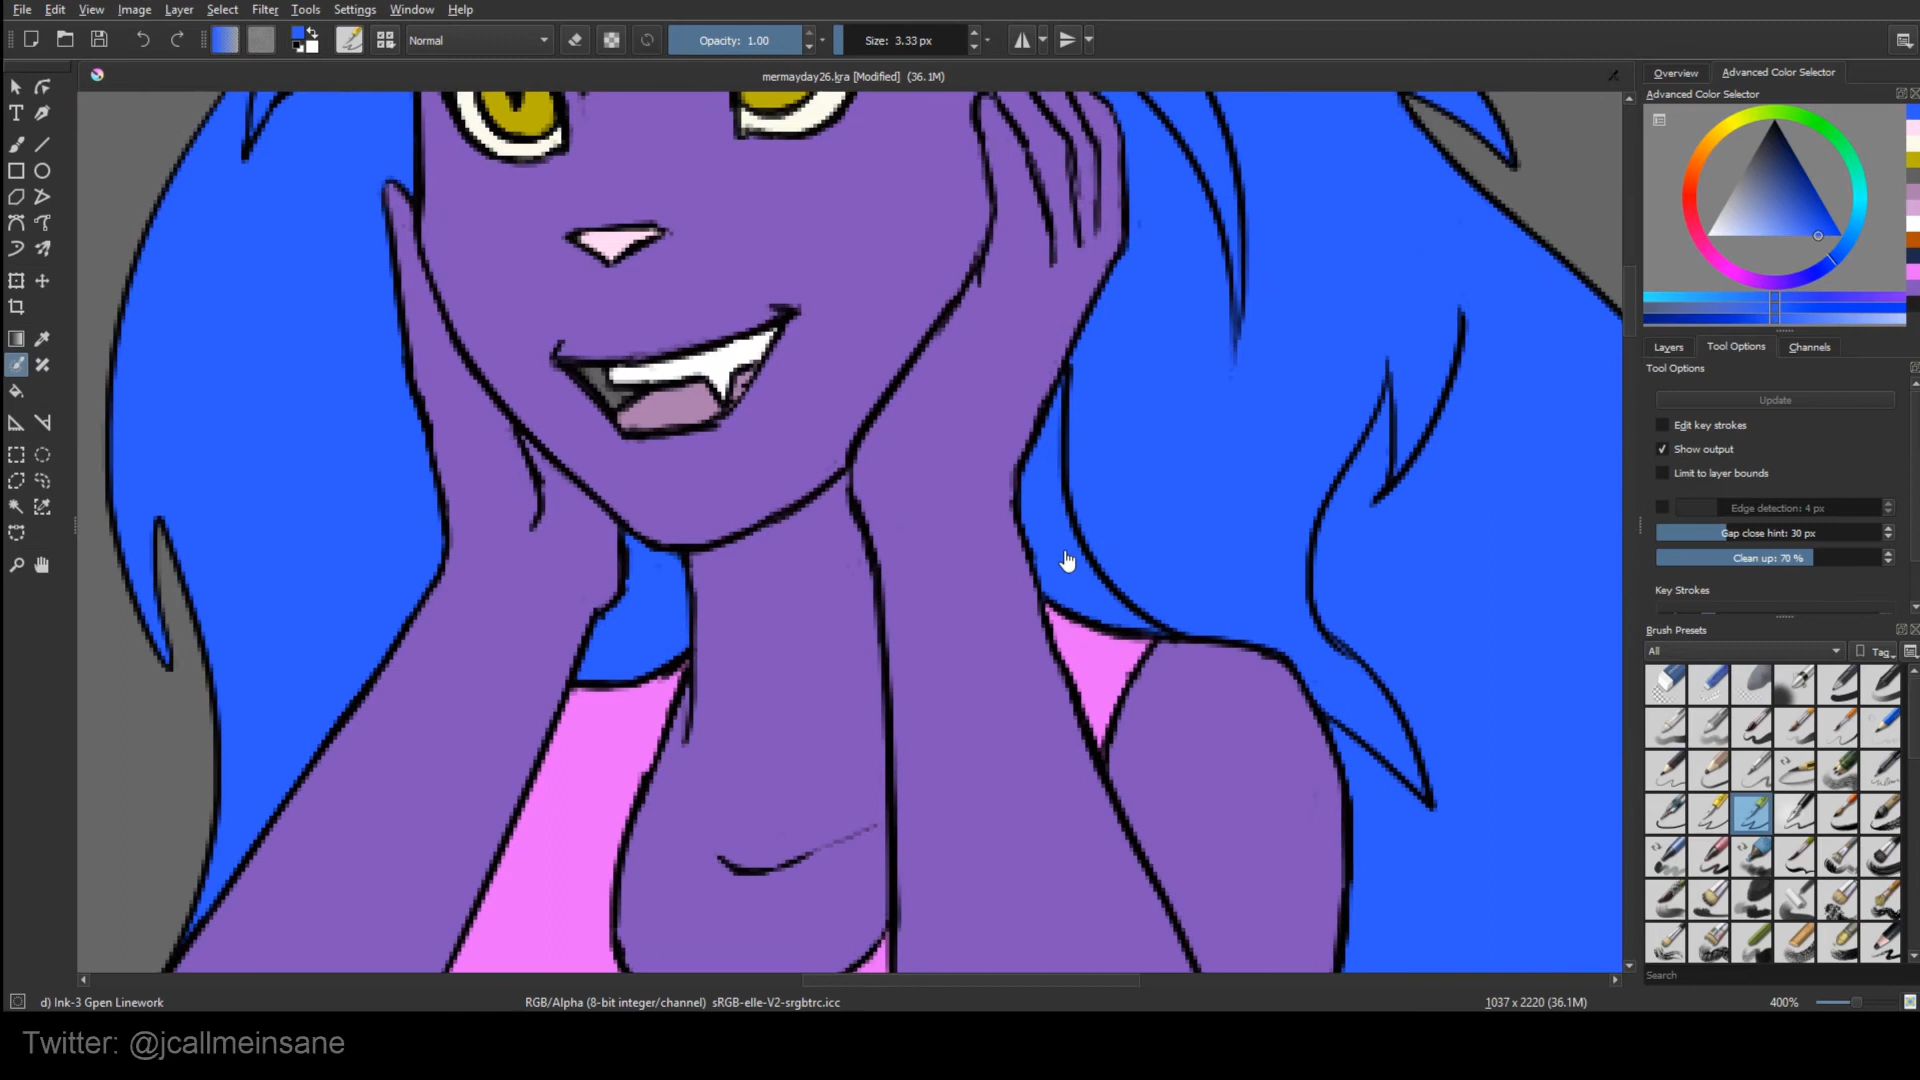 File Edit View Image Layer Select Filter Tools Settings Window Help
Normal Opacity: 1.00 Size: 3.33 px
mermayday26.kra [Modified] (36.1M)
Overview Advanced Color Selector
Advanced Color Selector
Layers Tool Options Channels
Tool Options
Update
Edit key strokes
Show output
Limit to layer bounds
Edge detection: 4 px
Gap close hint: 30 px
Clean up: 70 %
Key Strokes
Brush Presets
All Tag
Search
d) Ink-3 Gpen Linework RGB/Alpha (8-bit integer/channel) sRGB-elle-V2-srgbtrc.icc 1037 x 2220 (36.1M) 400%
Twitter: @jcallmeinsane